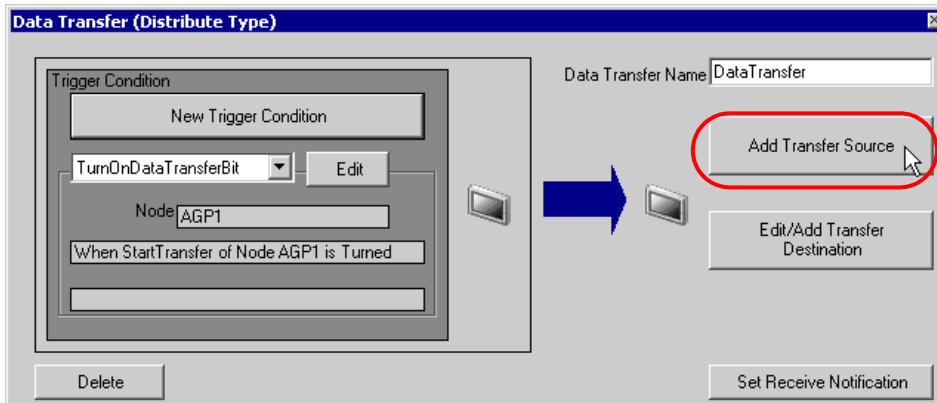 Data Transfer (Distribute Type)
Trigger Condition
New Trigger Condition
TurnOnDataTransferBit
Edit
Node
AGP1
When StartTransfer of Node AGP1 is Turned
Data Transfer Name
DataTransfer
Add Transfer Source
Edit/Add Transfer
Destination
Delete
Set Receive Notification